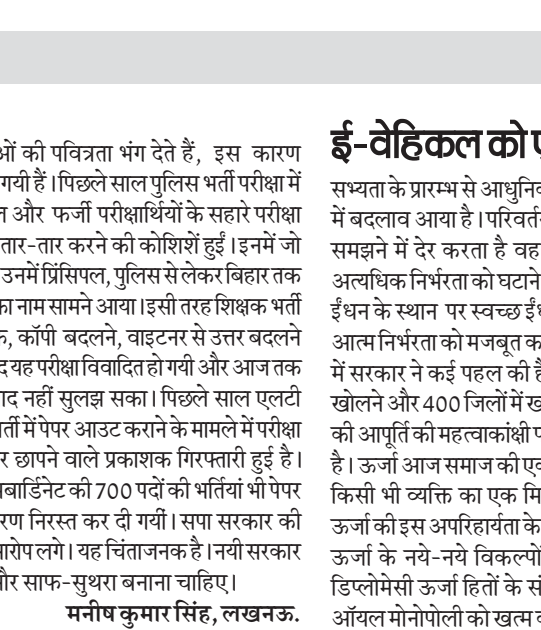 ओं की पवित्रता भंग देते हैं, इस कारण
गयी हैं । पिछले साल पुलिस भर्ती परीक्षा में
और फर्जी परीक्षार्थियों के सहारे परीक्षा
तार-तार करने की कोशिशें हुईं । इनमें जो
उनमें प्रिंसिपल, पुलिस से लेकर बिहार तक
का नाम सामने आया । इसी तरह शिक्षक भर्ती
क, कॉपी बदलने, वाइटनर से उत्तर बदलने
द यह परीक्षा विवादित हो गयी और आज तक
ाद नहीं सुलझ सका । पिछले साल एलटी
र्ती में पेपर आउट कराने के मामले में परीक्षा
र छापने वाले प्रकाशक गिरफ्तारी हुई है ।
बार्डिनेट की 700 पदों की भर्तियां भी पेपर
रण निरस्त कर दी गयीं । सपा सरकार की
ारोप लगे । यह चिंताजनक है । नयी सरकार
और साफ-सुथरा बनाना चाहिए ।
मनीष कुमार सिंह, लखनऊ.
ई-वेहिकल को
सभ्यता के प्रारम्भ से आधुनिक
में बदलाव आया है । परिवर्त
समझने में देर करता है वह
अत्यधिक निर्भरता को घटाने
ईंधन के स्थान पर स्वच्छ ईं
आत्म निर्भरता को मजबूत क
में सरकार ने कई पहल की है
खोलने और 400 जिलों में ख
की आपूर्ति की महत्वाकांक्षी प
है । ऊर्जा आज समाज की ए
किसी भी व्यक्ति का एक मि
ऊर्जा की इस अपरिहार्यता के
ऊर्जा के नये-नये विकल्पों
डिप्लोमेसी ऊर्जा हितों के सं
ऑयल मोनोपोली को खत्म